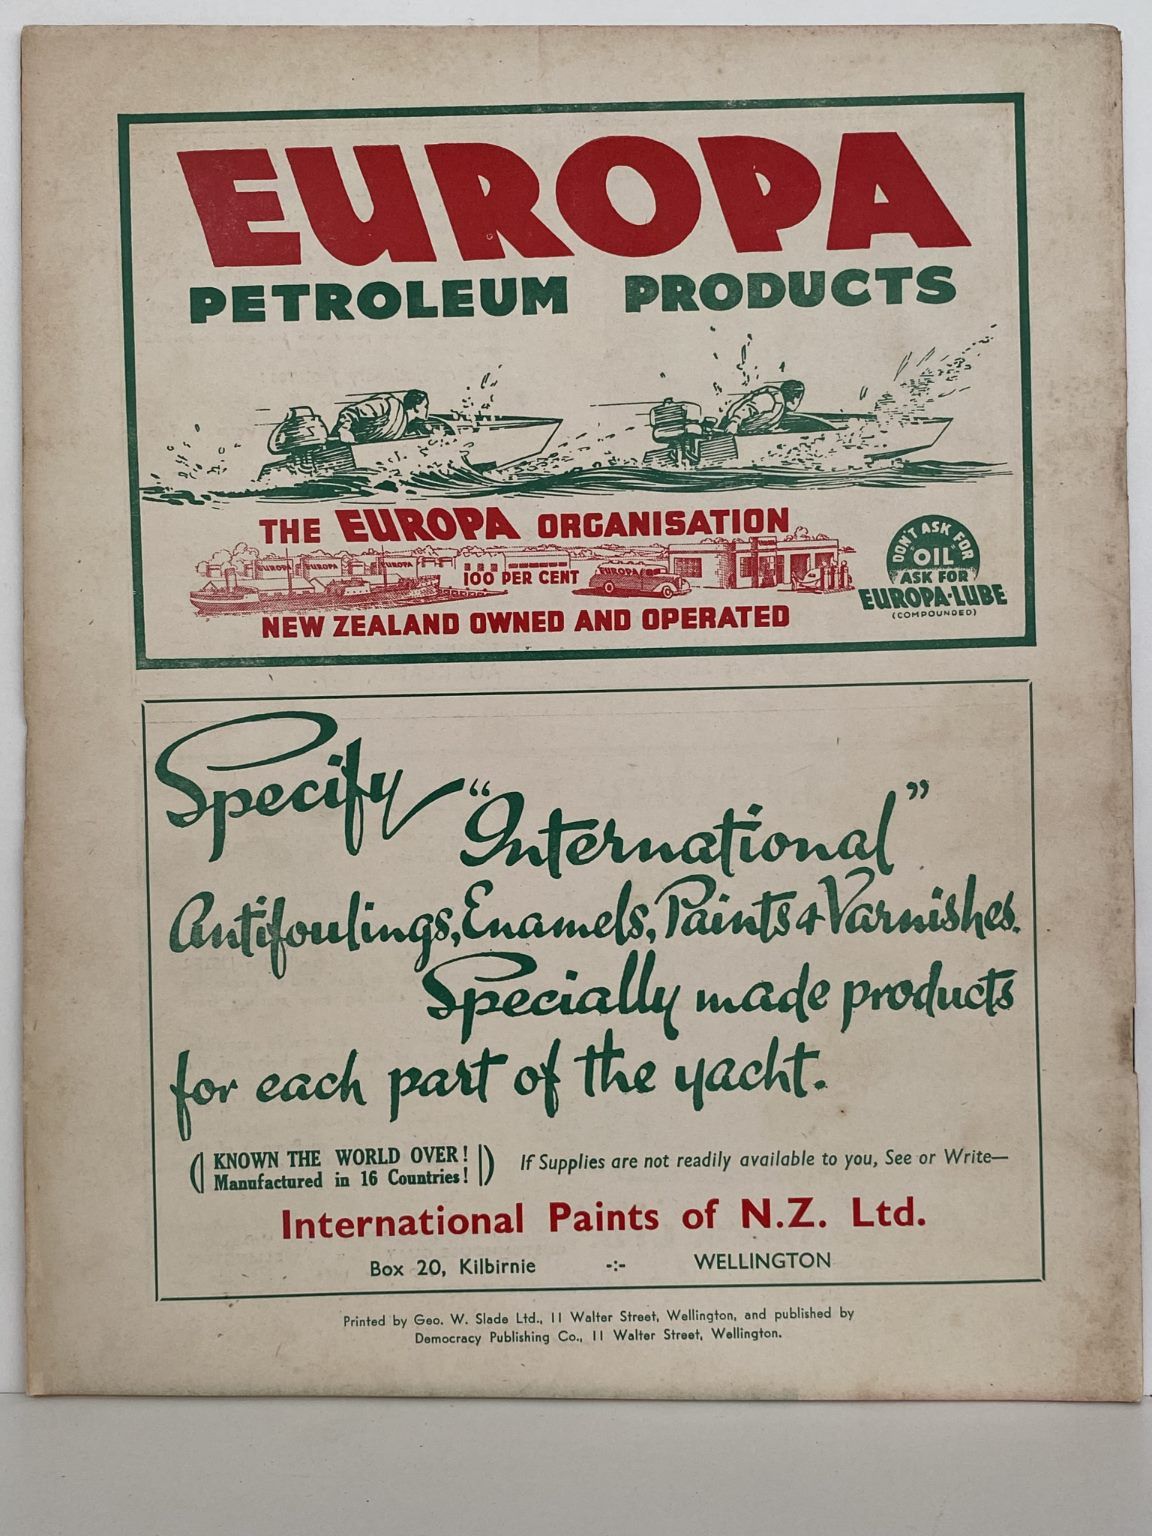 EUROPA
PETROLEUM PRODUCTS
THE EUROPA ORGANISATION
EUROPA EUROPA EUROPA
100 PER CENT
EUROPA
NEW ZEALAND OWNED AND OPERATED
DON'T ASK FOR
OIL
ASK FOR
EUROPA-LUBE
(COMPOUNDED)
Specify "International"
Antifoulings, Enamels, Paints & Varnishes.
Specially made products
for each part of the yacht.
KNOWN THE WORLD OVER!
Manufactured in 16 Countries!
If Supplies are not readily available to you, See or Write—
International Paints of N.Z. Ltd.
Box 20, Kilbirnie -:- WELLINGTON
Printed by Geo. W. Slade Ltd., 11 Walter Street, Wellington, and published by
Democracy Publishing Co., 11 Walter Street, Wellington.